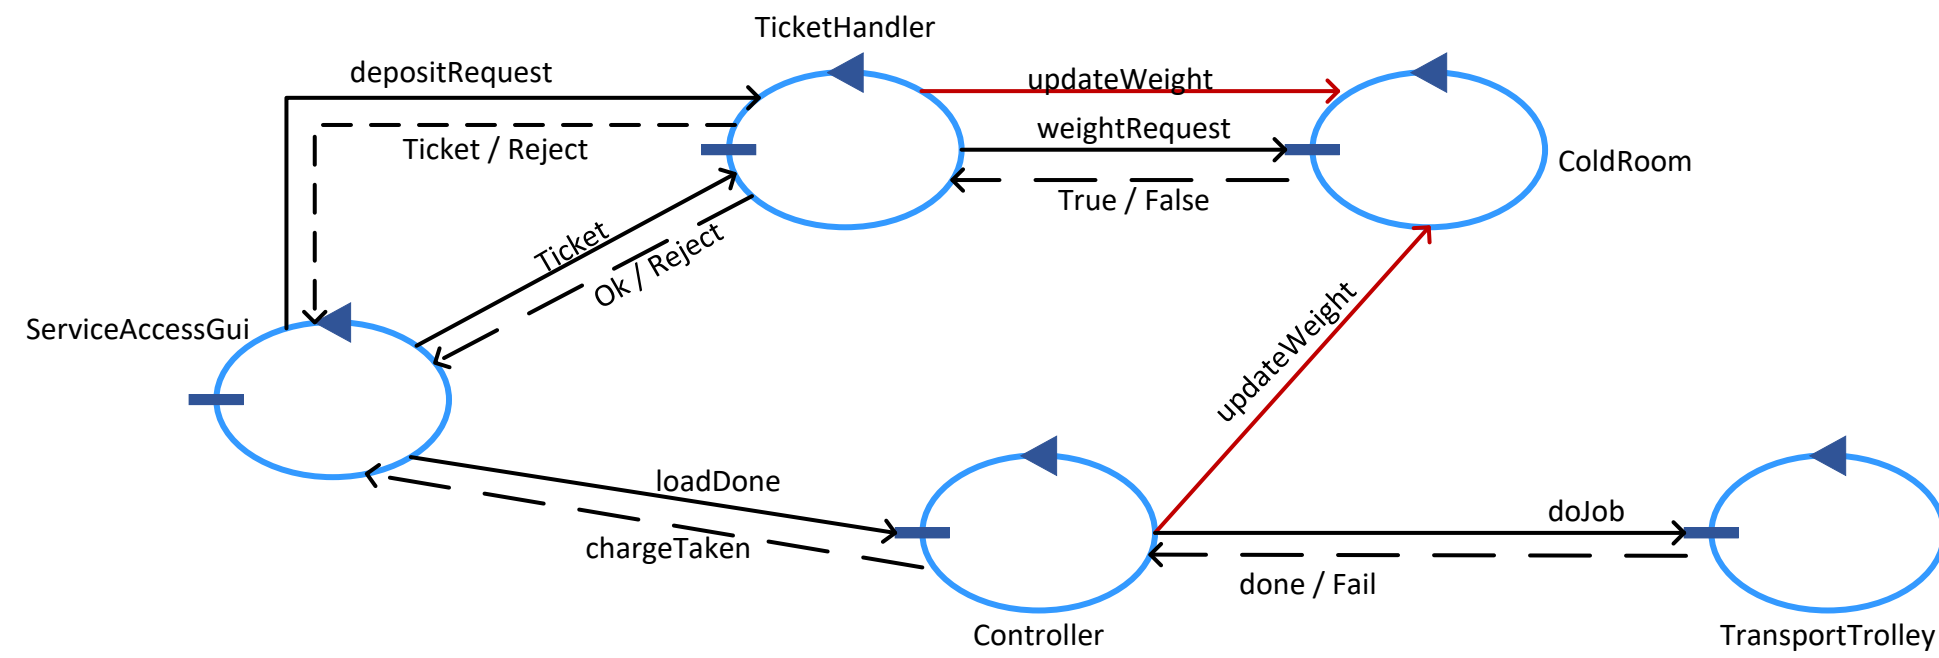 TicketHandler
depositRequest
updateWeight
Ticket / Reject
weightRequest
ColdRoom
True / False
Ticket
Ok / Reject
ServiceAccessGui
updateWeight
loadDone
chargeTaken
doJob
done / Fail
Controller
TransportTrolley